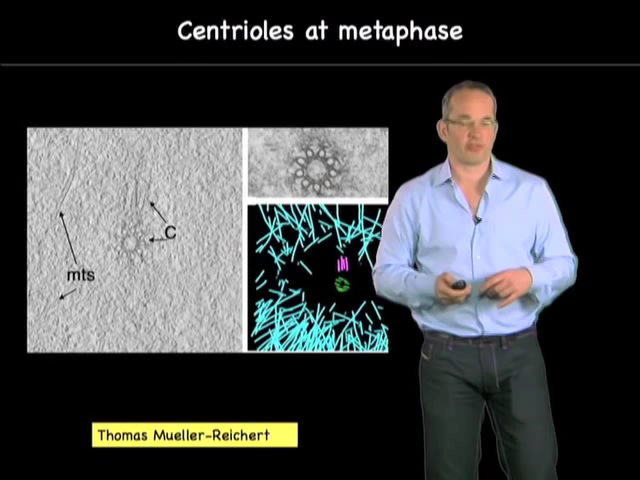 Centrioles at metaphase
C
mts
Thomas Mueller-Reichert